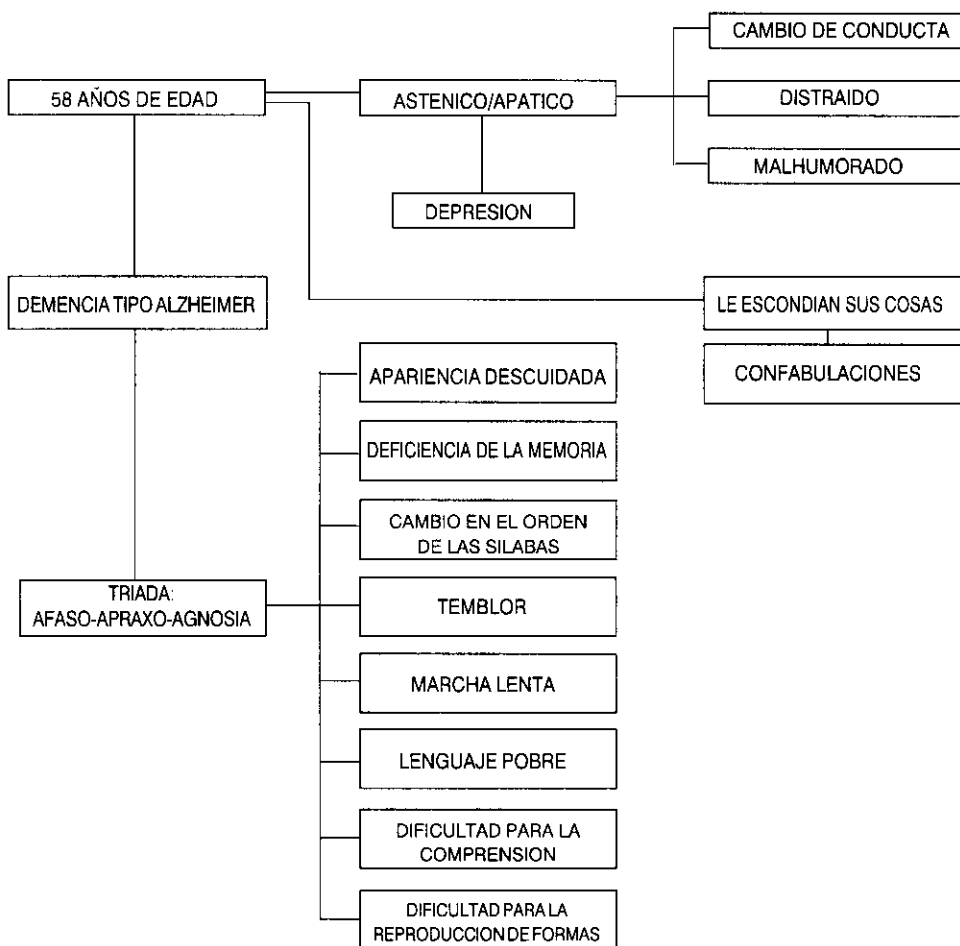 CAMBIO DE CONDUCTA
58 AÑOS DE EDAD
ASTENICO/APATICO
DISTRAIDO
MALHUMORADO
DEPRESION
DEMENCIA TIPO ALZHEIMER
LE ESCONDIAN SUS COSAS
CONFABULACIONES
APARIENCIA DESCUIDADA
DEFICIENCIA DE LA MEMORIA
CAMBIO EN EL ORDEN
DE LAS SILABAS
TRIADA:
AFASO-APRAXO-AGNOSIA
TEMBLOR
MARCHA LENTA
LENGUAJE POBRE
DIFICULTAD PARA LA
COMPRENSION
DIFICULTAD PARA LA
REPRODUCCION DE FORMAS